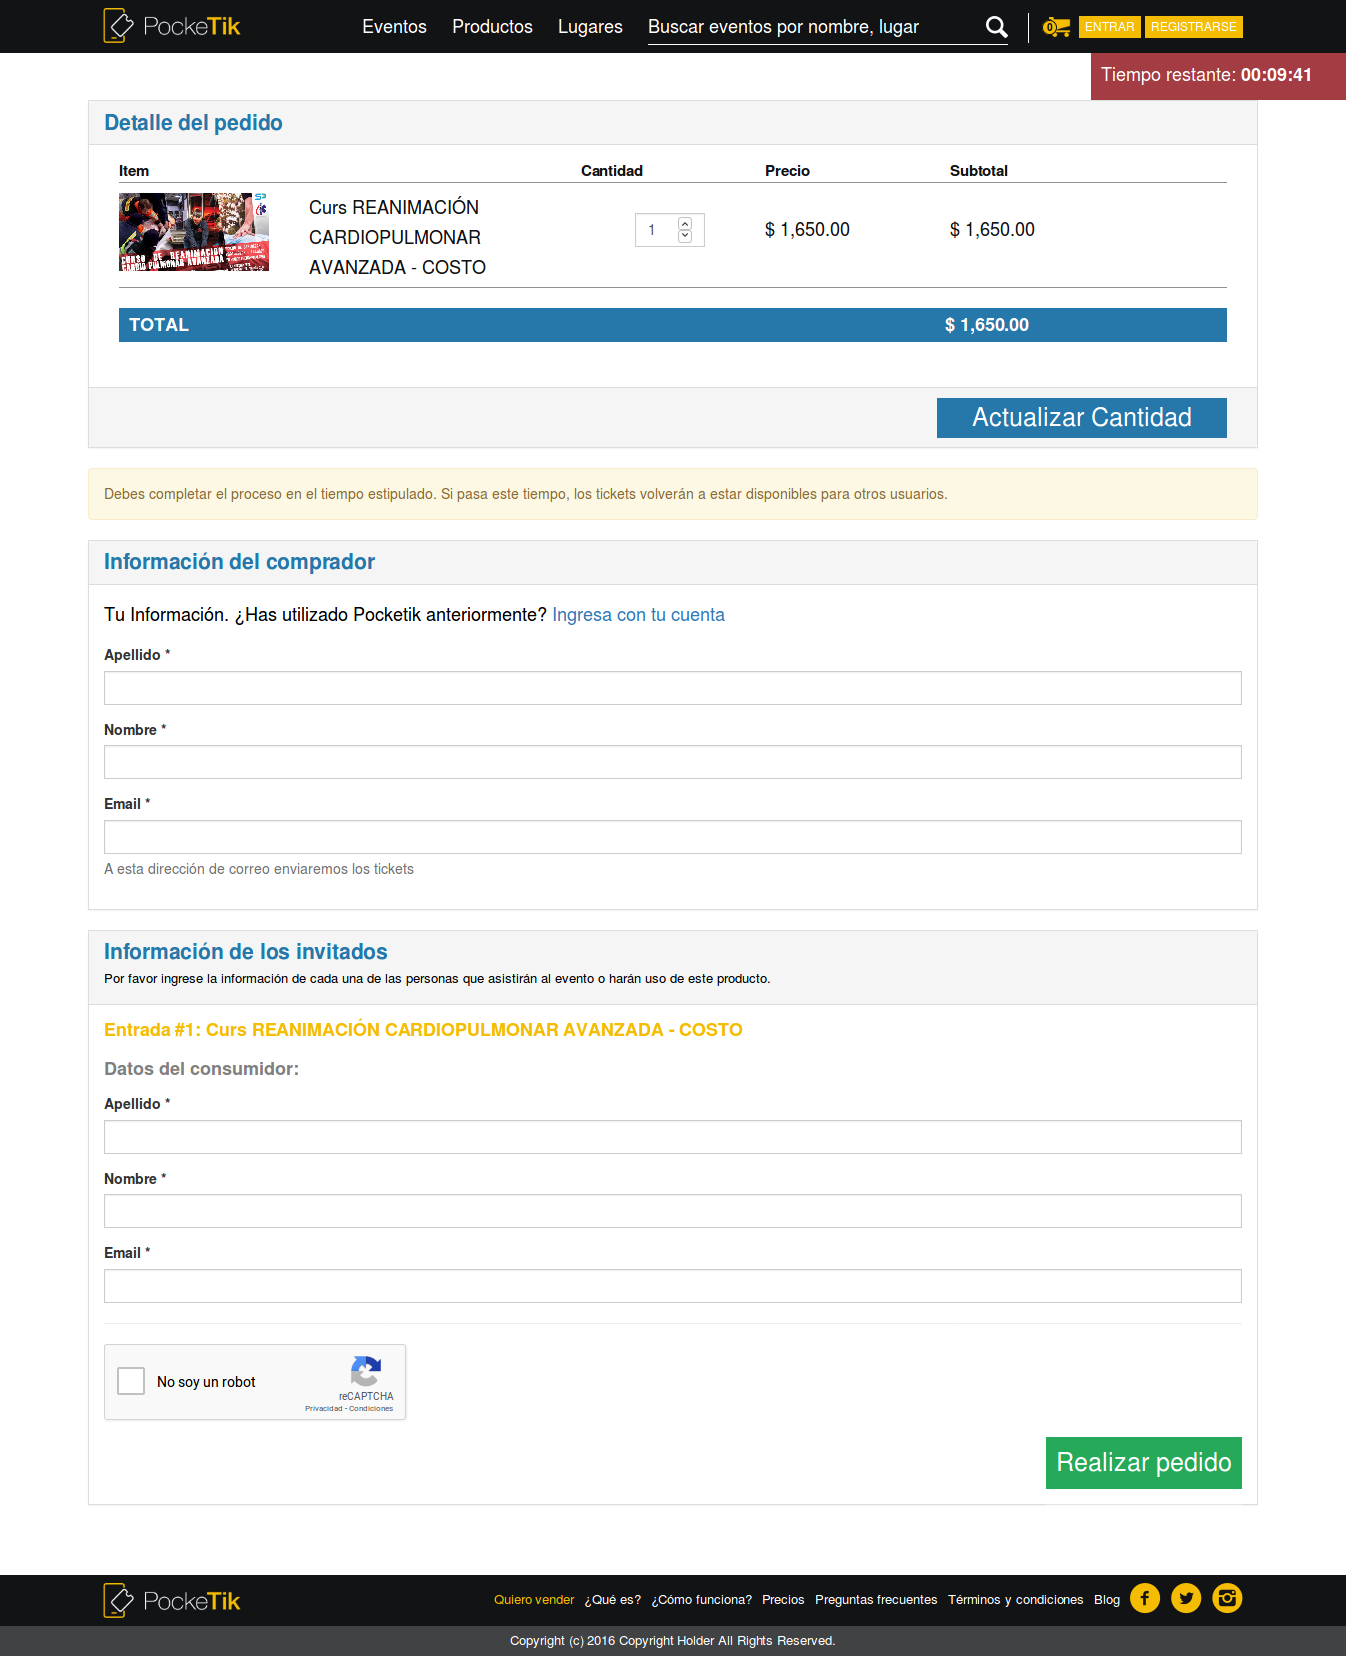 PockeTik
Eventos Productos Lugares Buscar eventos por nombre, lugar
0 ENTRAR REGISTRARSE
Tiempo restante: 00:09:41
Detalle del pedido
Item Cantidad Precio Subtotal
CURSO DE REANIMACION
CARDIO PULMONAR AVANZADA
Curs REANIMACIÓN
CARDIOPULMONAR
AVANZADA - COSTO
1 $ 1,650.00 $ 1,650.00
TOTAL $ 1,650.00
Actualizar Cantidad
Debes completar el proceso en el tiempo estipulado. Si pasa este tiempo, los tickets volverán a estar disponibles para otros usuarios.
Información del comprador
Tu Información. ¿Has utilizado Pocketik anteriormente? Ingresa con tu cuenta
Apellido *
Nombre *
Email *
A esta dirección de correo enviaremos los tickets
Información de los invitados
Por favor ingrese la información de cada una de las personas que asistirán al evento o harán uso de este producto.
Entrada #1: Curs REANIMACIÓN CARDIOPULMONAR AVANZADA - COSTO
Datos del consumidor:
Apellido *
Nombre *
Email *
No soy un robot
reCAPTCHA
Privacidad - Condiciones
Realizar pedido
PockeTik
Quiero vender ¿Qué es? ¿Cómo funciona? Precios Preguntas frecuentes Términos y condiciones Blog
Copyright (c) 2016 Copyright Holder All Rights Reserved.